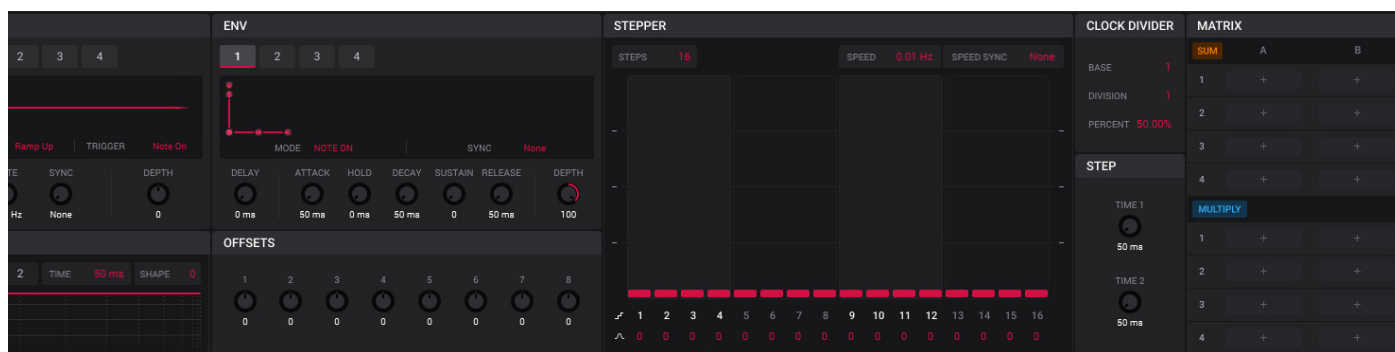 ENV
STEPPER
CLOCK DIVIDER
MATRIX
2 3 4
1 2 3 4
STEPS 16
SPEED 0.01 Hz
SPEED SYNC None
BASE 1
DIVISION 1
PERCENT 50.00%
SUM A B
1 + +
2 + +
3 + +
4 + +
MULTIPLY
1 + +
2 + +
3 + +
4 + +
Ramp Up TRIGGER Note On
MODE NOTE ON SYNC None
TE SYNC DEPTH
Hz None 0
DELAY ATTACK HOLD DECAY SUSTAIN RELEASE DEPTH
0 ms 50 ms 0 ms 50 ms 0 50 ms 100
STEP
TIME 1
50 ms
TIME 2
50 ms
OFFSETS
2 TIME 50 ms SHAPE 0
1 2 3 4 5 6 7 8
0 0 0 0 0 0 0 0
1 2 3 4 5 6 7 8 9 10 11 12 13 14 15 16
0 0 0 0 0 0 0 0 0 0 0 0 0 0 0 0